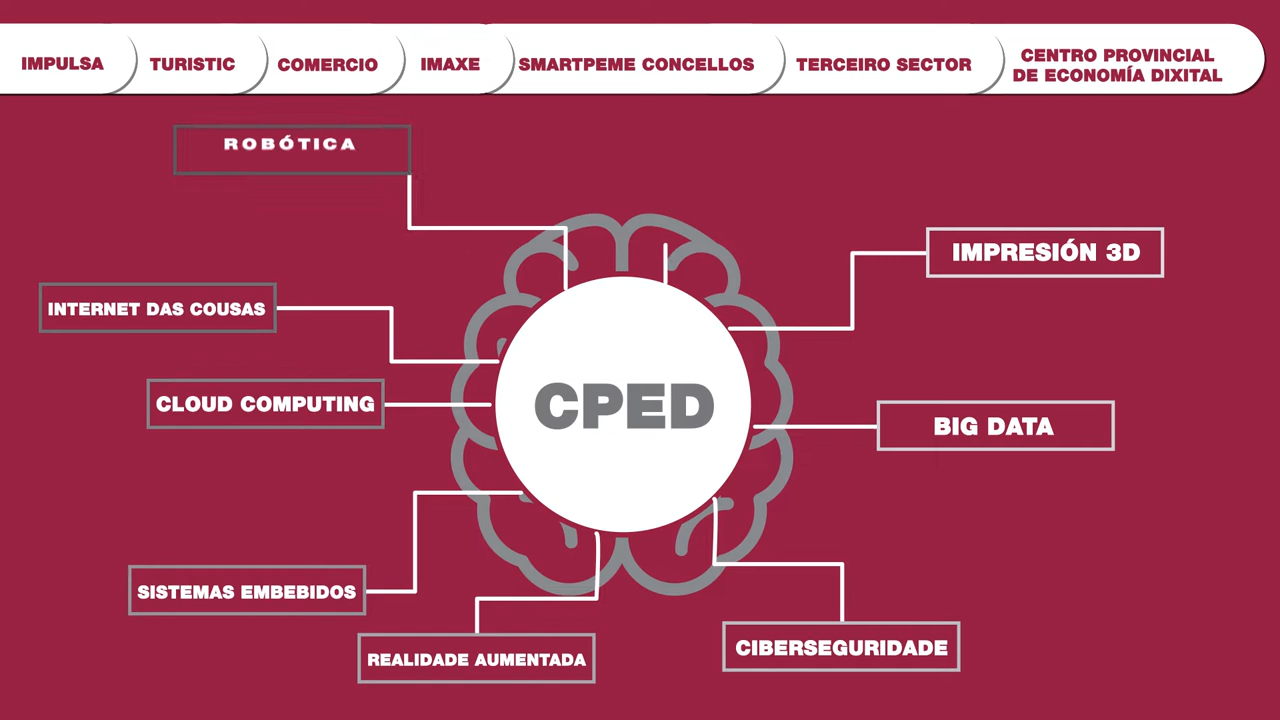 IMPULSA
TURISTIC
COMERCIO
IMAXE
SMARTPEME CONCELLOS
TERCEIRO SECTOR
CENTRO PROVINCIAL
DE ECONOMÍA DIXITAL
ROBÓTICA
IMPRESIÓN 3D
INTERNET DAS COUSAS
CLOUD COMPUTING
CPED
BIG DATA
SISTEMAS EMBEBIDOS
REALIDADE AUMENTADA
CIBERSEGURIDADE